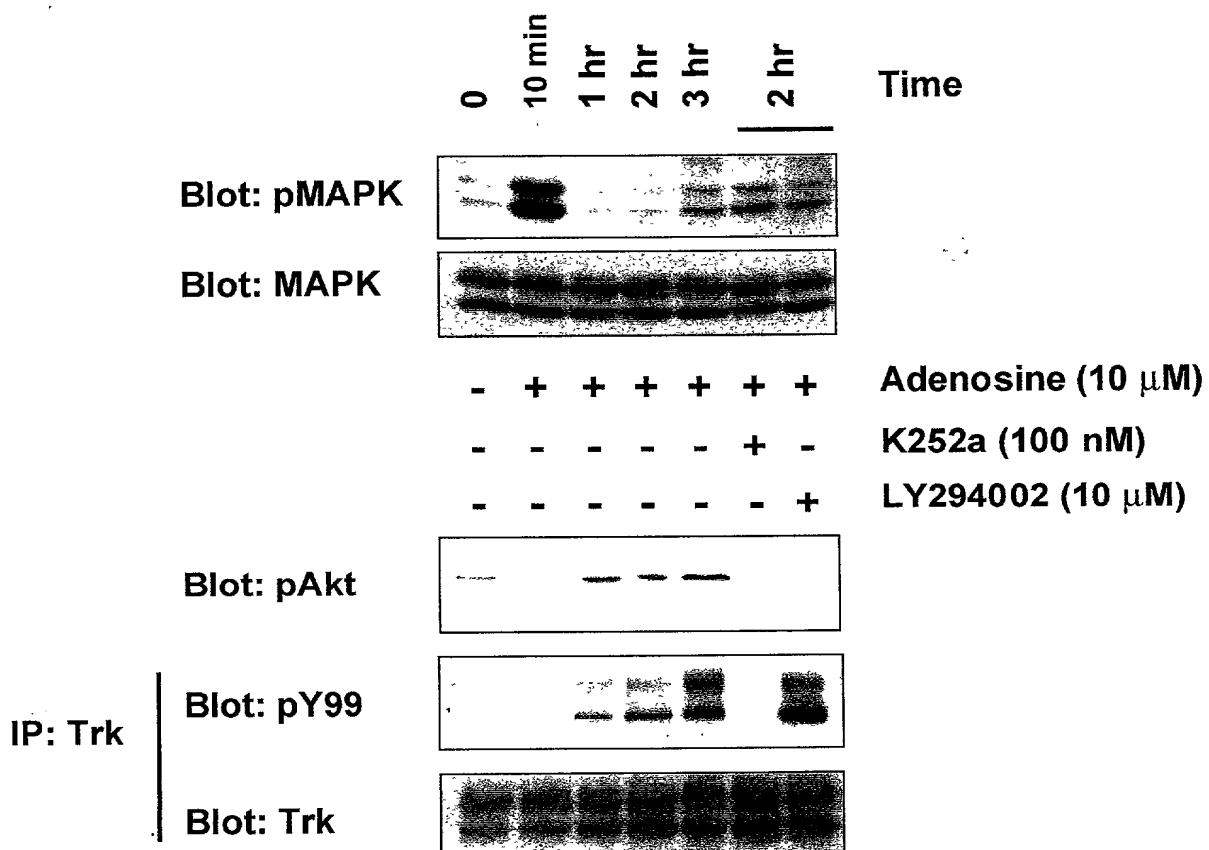 0 10 min 1 hr 2 hr 3 hr 2 hr Time
Blot: pMAPK
Blot: MAPK
- + + + + + + Adenosine (10 μM)
- - - - - + - K252a (100 nM)
- - - - - - + LY294002 (10 μM)
Blot: pAkt
Blot: pY99
IP: Trk
Blot: Trk